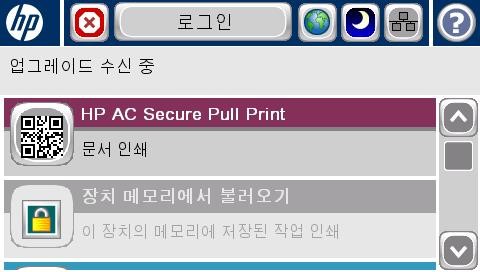 hp
로그인
?
업그레이드 수신 중
HP AC Secure Pull Print
문서 인쇄
장치 메모리에서 불러오기
이 장치의 메모리에 저장된 작업 인쇄